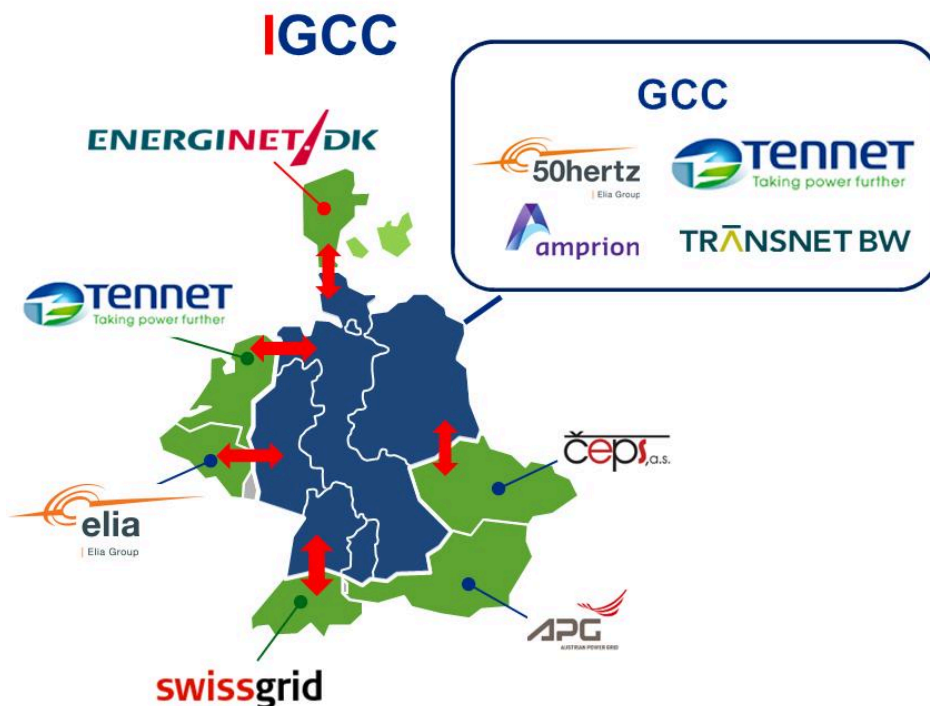 IGCC
GCC
ENERGINET/DK
50hertz
Elia Group
TENNET
Taking power further
amprion
TRANSNET BW
TENNET
Taking power further
čeps,a.s.
elia
Elia Group
APG
AUSTRIAN POWER GRID
swissgrid